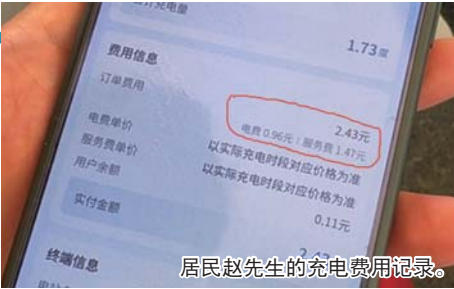 计充电量
1.73度
费用信息
订单费用
2.43元
电费0.96元 | 服务费1.47元
电费单价
以实际充电时段对应价格为准
服务费单价
以实际充电时段对应价格为准
用户余额
0.11元
实付金额
终端信息
居民赵先生的充电费用记录。